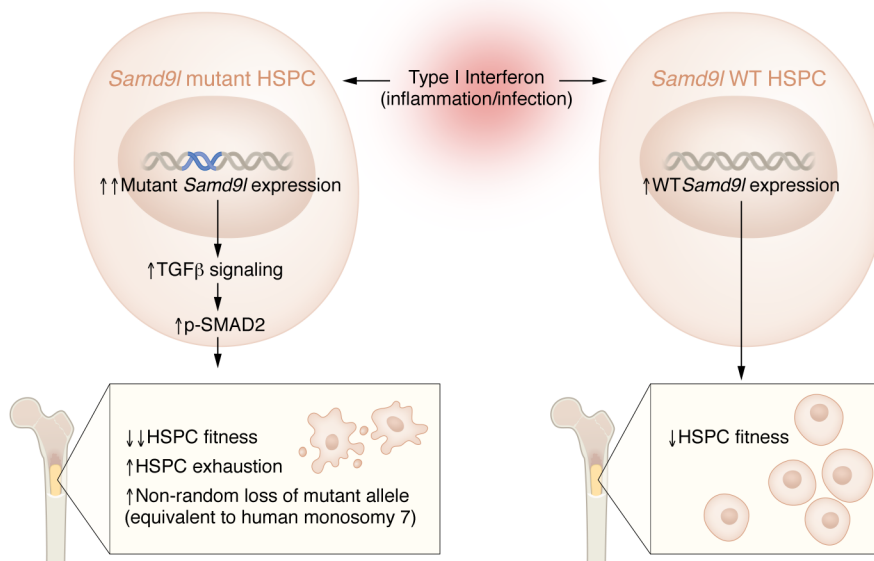 Samd9l mutant HSPC
Type I Interferon
(inflammation/infection)
Samd9l WT HSPC
↑↑Mutant Samd9l expression
↑WTSamd9l expression
↑TGFβ signaling
↑p-SMAD2
↓↓HSPC fitness
↑HSPC exhaustion
↑Non-random loss of mutant allele
(equivalent to human monosomy 7)
↓HSPC fitness